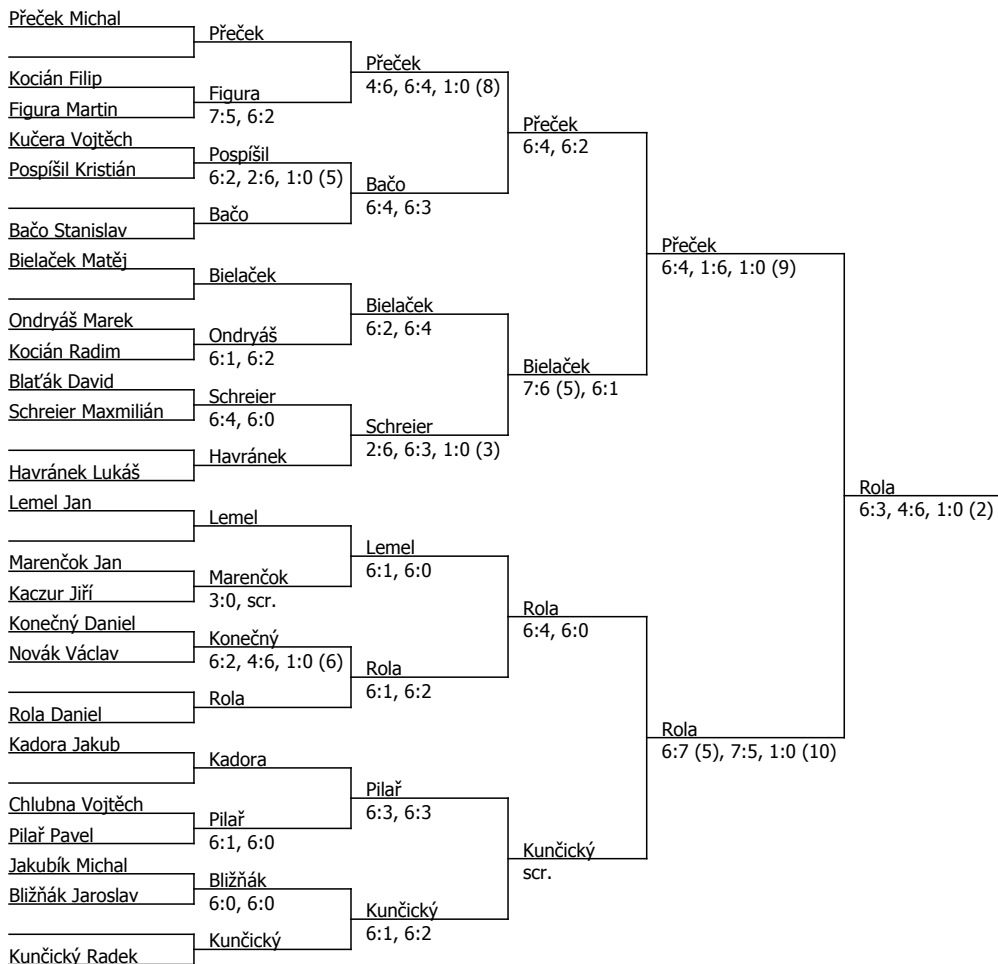 Přeček Michal
Kocián Filip
Figura Martin
Kučera Vojtěch
Pospíšil Kristián
Bačo Stanislav
Bielaček Matěj
Ondryáš Marek
Kocián Radim
Blaťák David
Schreier Maxmilián
Havránek Lukáš
Lemel Jan
Marenčok Jan
Kaczur Jiří
Konečný Daniel
Novák Václav
Rola Daniel
Kadora Jakub
Chlubna Vojtěch
Pilař Pavel
Jakubík Michal
Bližňák Jaroslav
Kunčický Radek
Přeček
Figura
7:5, 6:2
Pospíšil
6:2, 2:6, 1:0 (5)
Bačo
Bielaček
Ondryáš
6:1, 6:2
Schreier
6:4, 6:0
Havránek
Lemel
Marenčok
3:0, scr.
Konečný
6:2, 4:6, 1:0 (6)
Rola
Kadora
Pilař
6:1, 6:0
Bližňák
6:0, 6:0
Kunčický
Přeček
4:6, 6:4, 1:0 (8)
Bačo
6:4, 6:3
Bielaček
6:2, 6:4
Schreier
2:6, 6:3, 1:0 (3)
Lemel
6:1, 6:0
Rola
6:1, 6:2
Pilař
6:3, 6:3
Kunčický
6:1, 6:2
Přeček
6:4, 6:2
Bielaček
7:6 (5), 6:1
Rola
6:4, 6:0
Kunčický
scr.
Přeček
6:4, 1:6, 1:0 (9)
Rola
6:7 (5), 7:5, 1:0 (10)
Rola
6:3, 4:6, 1:0 (2)